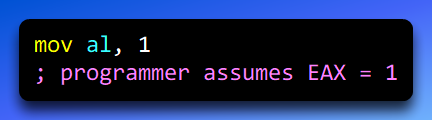 mov al, 1
; programmer assumes EAX = 1